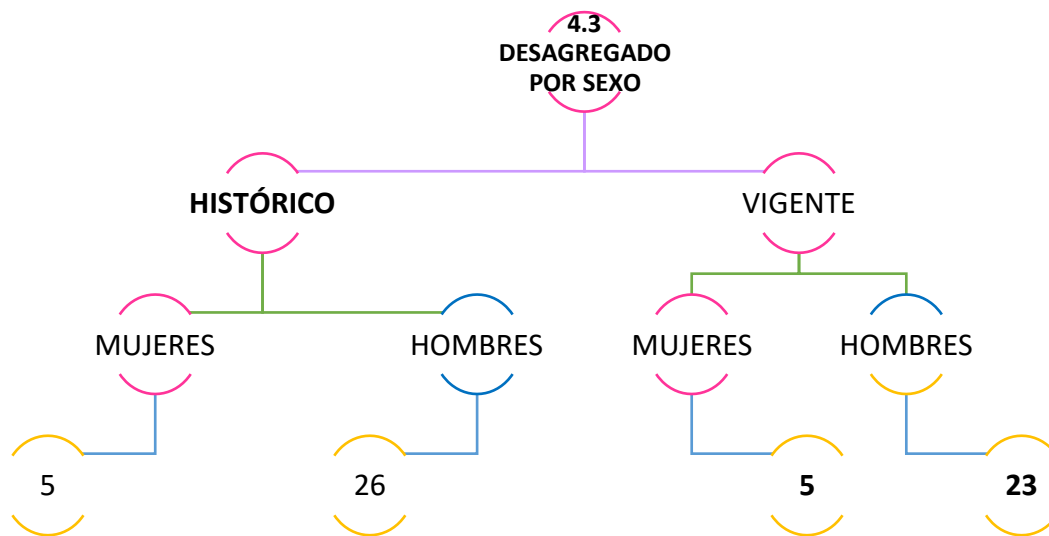 4.3
DESAGREGADO
POR SEXO
HISTÓRICO
VIGENTE
MUJERES
HOMBRES
MUJERES
HOMBRES
5
26
5
23